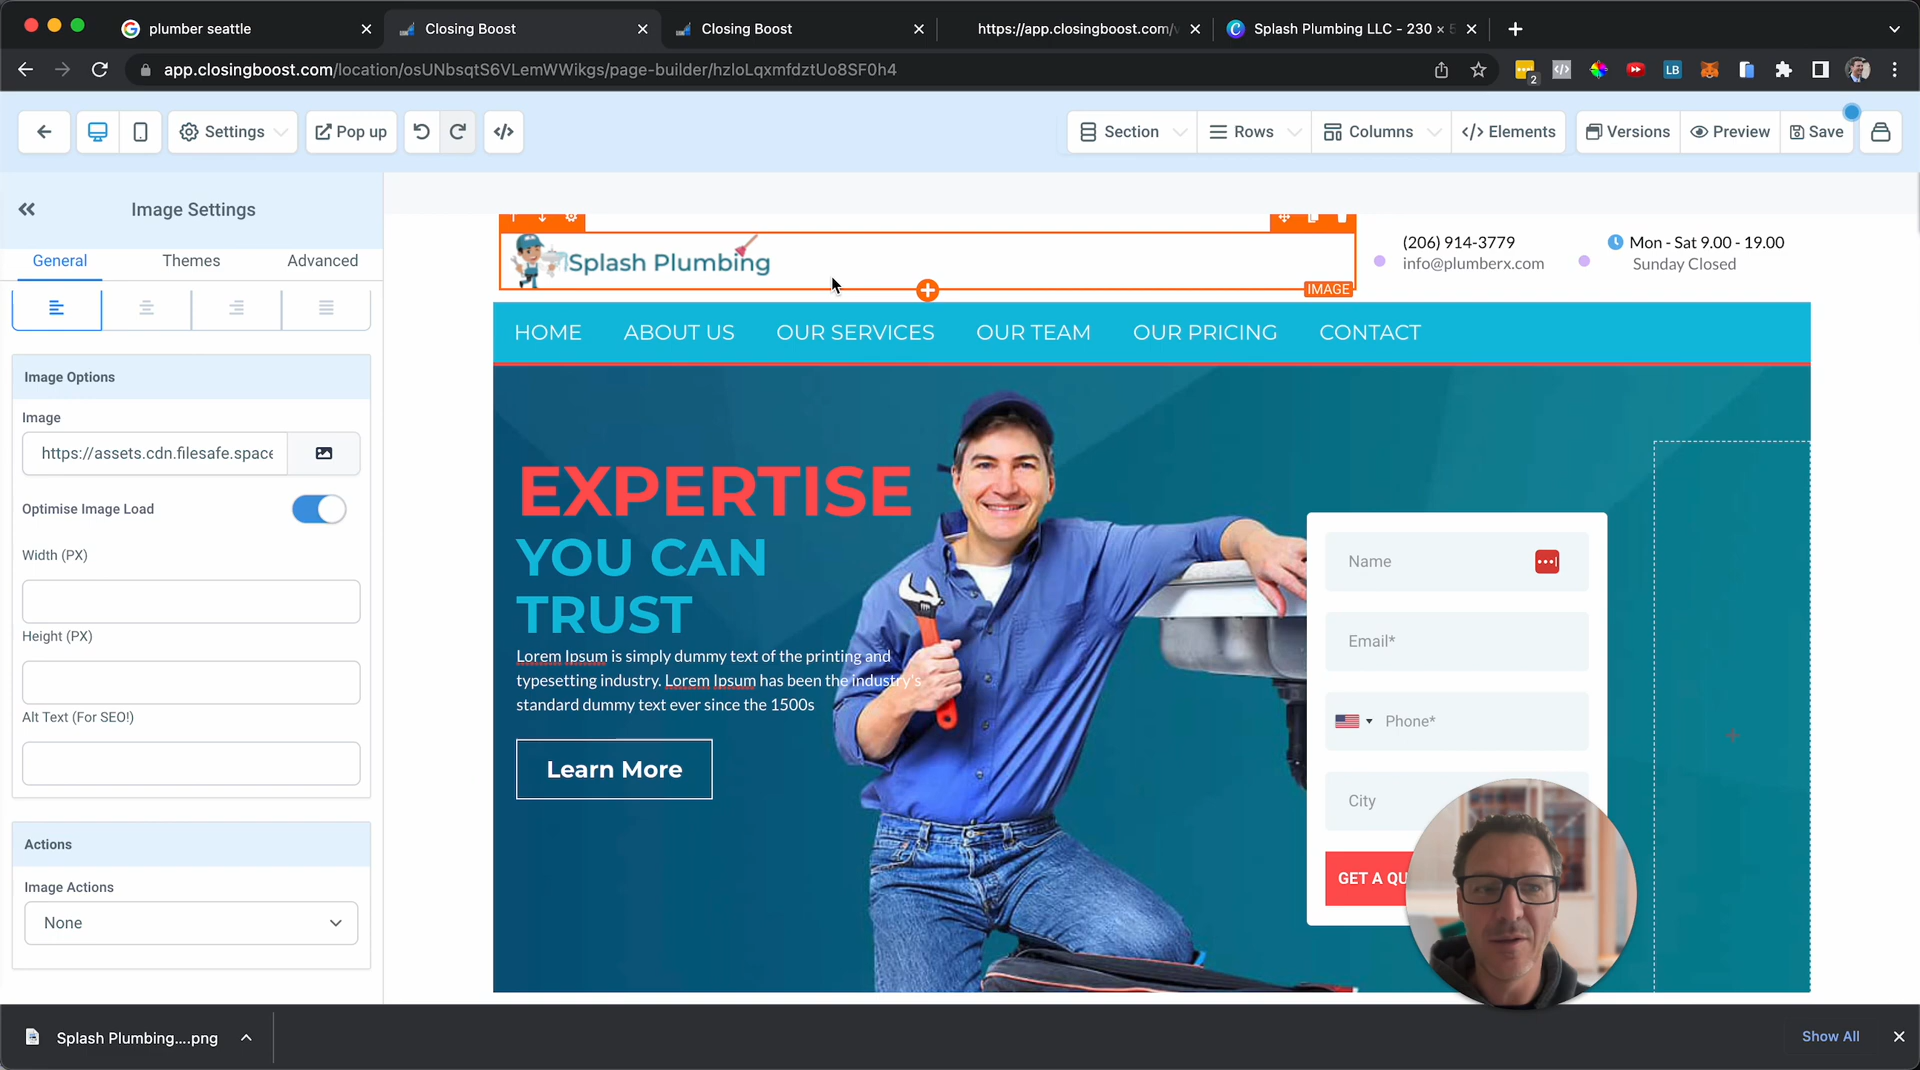 plumber seattle
Closing Boost
Closing Boost
https://app.closingboost.com/
Splash Plumbing LLC - 230 ×
app.closingboost.com/location/osUNbsqtS6VLemWWikgs/page-builder/hzloLqxmfdztUo8SF0h4
2
LB
Settings
Pop up
Section
Rows
Columns
Elements
Versions
Preview
Save
Image Settings
General
Themes
Advanced
Image Options
Image
https://assets.cdn.filesafe.space
Optimise Image Load
Width (PX)
Height (PX)
Alt Text (For SEO!)
Actions
Image Actions
None
Splash Plumbing
IMAGE
(206) 914-3779
info@plumberx.com
Mon - Sat 9.00 - 19.00
Sunday Closed
HOME
ABOUT US
OUR SERVICES
OUR TEAM
OUR PRICING
CONTACT
EXPERTISE
YOU CAN
TRUST
Lorem Ipsum is simply dummy text of the printing and
typesetting industry. Lorem Ipsum has been the industry's
standard dummy text ever since the 1500s
Learn More
Name
Email*
Phone*
City
GET A QU
Splash Plumbing....png
Show All